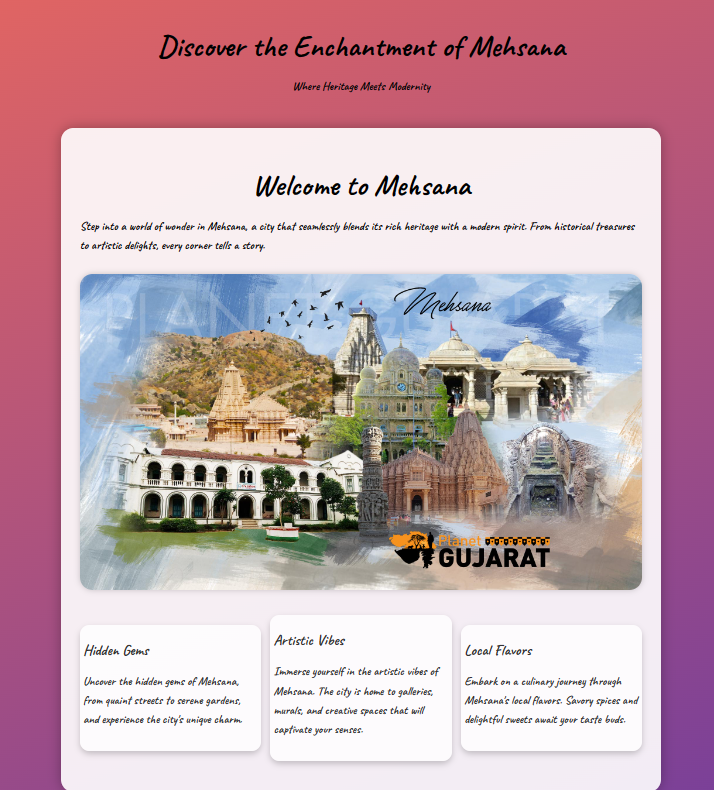 Discover the Enchantment of Mehsana
Where Heritage Meets Modernity
Welcome to Mehsana
Step into a world of wonder in Mehsana, a city that seamlessly blends its rich heritage with a modern spirit. From historical treasures
to artistic delights, every corner tells a story.
Mehsana
Planet
GUJARAT
Hidden Gems
Uncover the hidden gems of Mehsana,
from quaint streets to serene gardens,
and experience the city's unique charm.
Artistic Vibes
Immerse yourself in the artistic vibes of
Mehsana. The city is home to galleries,
murals, and creative spaces that will
captivate your senses.
Local Flavors
Embark on a culinary journey through
Mehsana's local flavors. Savory spices and
delightful sweets await your taste buds.